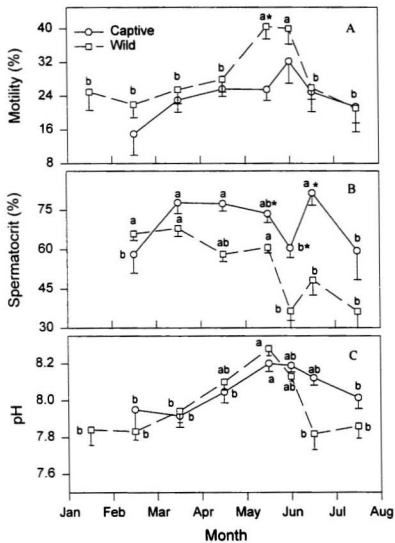 40 Captive a* a A
Wild
32
b b b b b b
24
16
8
Motility (%)
B
75 a a ab* a*
a a b
60 b ab a b*
45 b b
b
30
Spermatocrit (%)
C
8.2 a ab
ab a ab ab
8.0 b b
b
7.8 b b b b b
7.6
pH
Jan Feb Mar Apr May Jun Jul Aug
Month